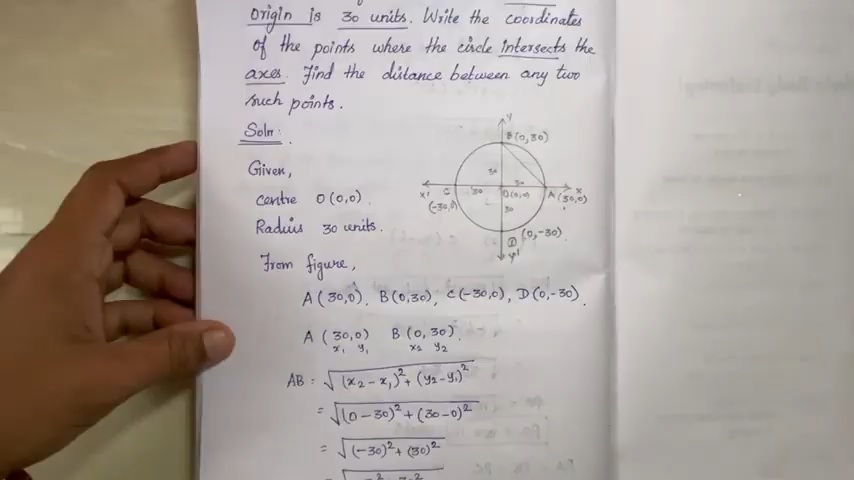 Origin is 30 units. Write the coordinates
of the points where the circle intersects the
axes. Find the distance between any two
such points.
Soln:
Given,
centre O(0,0).
Radius 30 units.
From figure,
Y
B(0,30)
30
X' C 30 O(0,0) 30 A(30,0) X
(-30,0)
30
D (0,-30)
Y'
A(30,0), B(0,30), C(-30,0), D(0,-30).
A (30,0) B(0,30).
x₁ y₁ x₂ y₂
AB = √(x₂-x₁)²+(y₂-y₁)²
= √(0-30)²+(30-0)²
= √(-30)²+(30)²